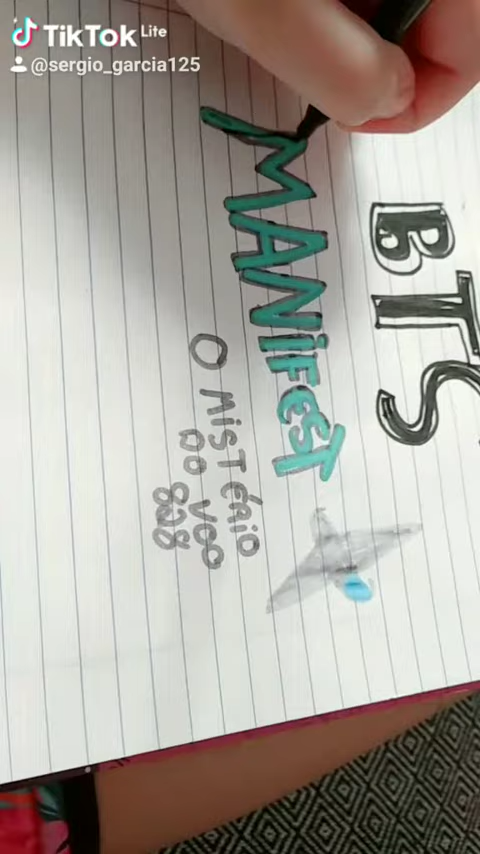 TikTok Lite
@sergio_garcia125
BTS
MANiFEST
O MiSTÉRIO
DO VOO
828